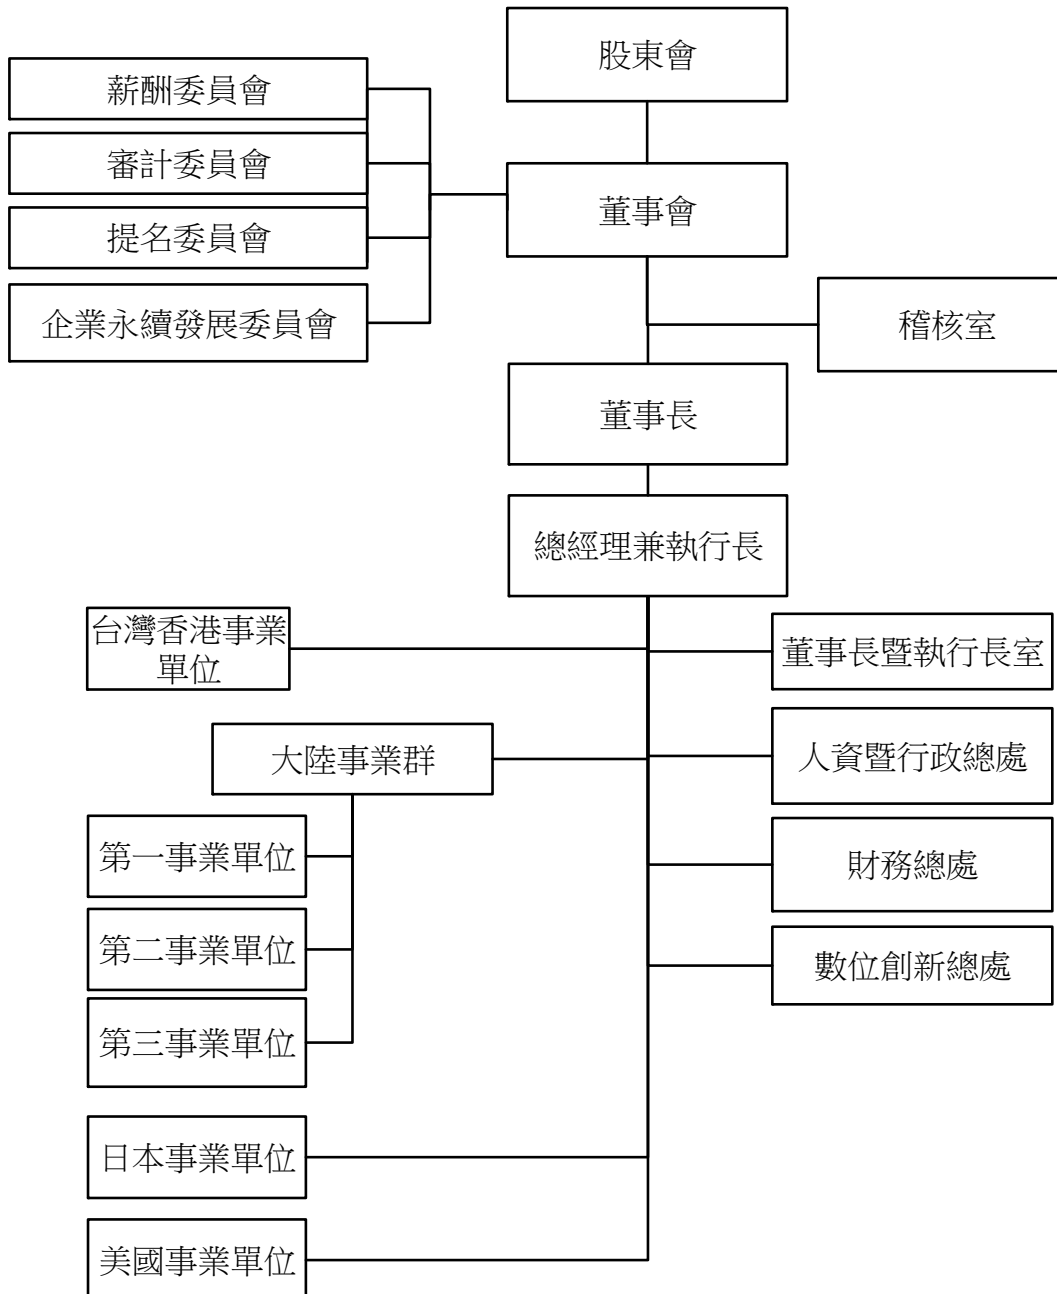 股東會
薪酬委員會
審計委員會
提名委員會
企業永續發展委員會
董事會
稽核室
董事長
總經理兼執行長
台灣香港事業
單位
董事長暨執行長室
大陸事業群
人資暨行政總處
第一事業單位
財務總處
第二事業單位
數位創新總處
第三事業單位
日本事業單位
美國事業單位